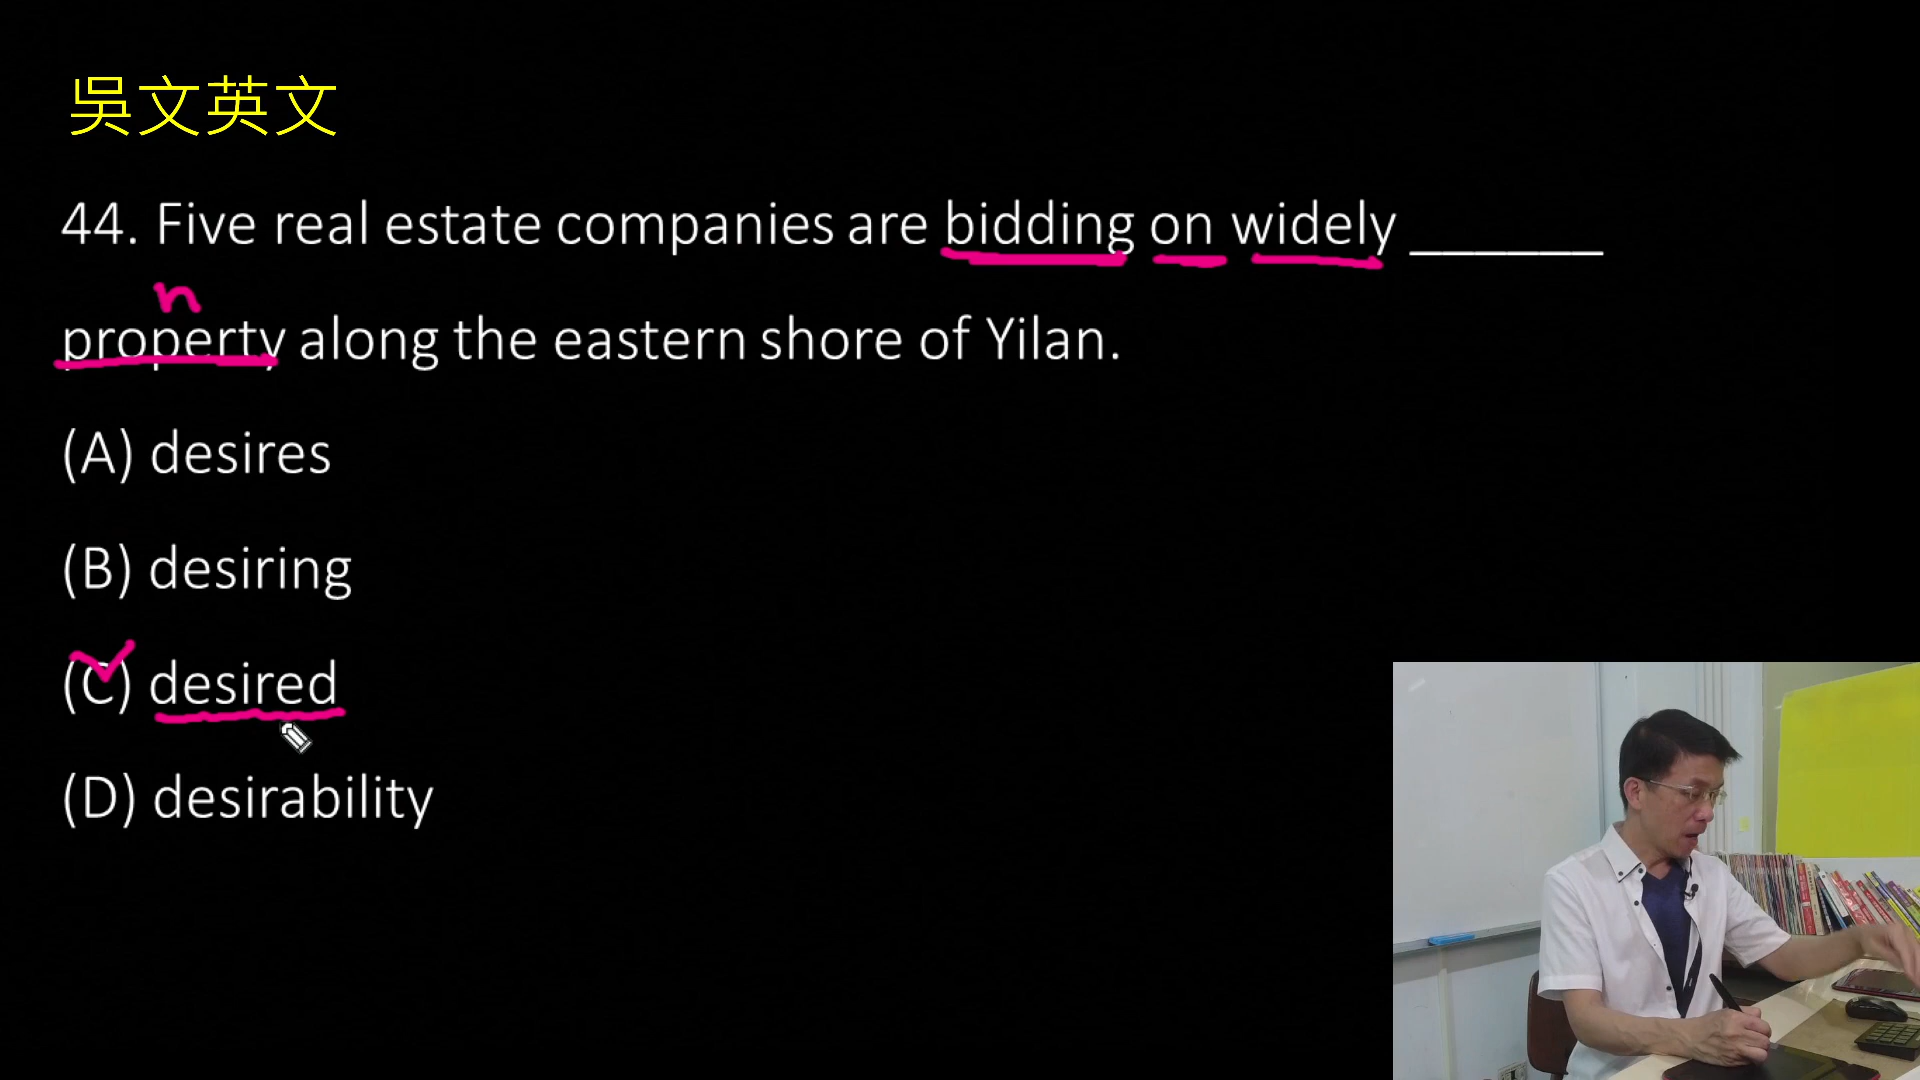 吳文英文
44. Five real estate companies are bidding on widely ______
n
property along the eastern shore of Yilan.
(A) desires
(B) desiring
(C) desired
(D) desirability